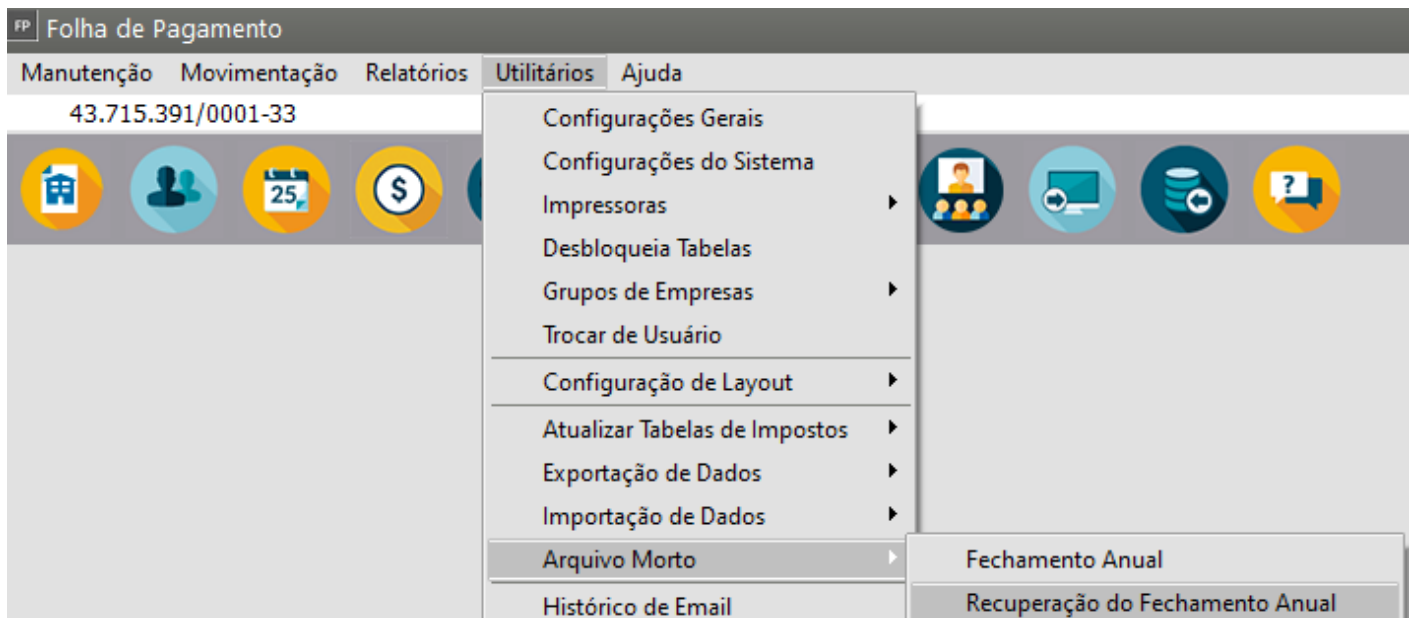 FP Folha de Pagamento
Manutenção Movimentação Relatórios Utilitários Ajuda
43.715.391/0001-33
Configurações Gerais
Configurações do Sistema
Impressoras
Desbloqueia Tabelas
Grupos de Empresas
Trocar de Usuário
Configuração de Layout
Atualizar Tabelas de Impostos
Exportação de Dados
Importação de Dados
Arquivo Morto
Histórico de Email
Fechamento Anual
Recuperação do Fechamento Anual
25
$
?